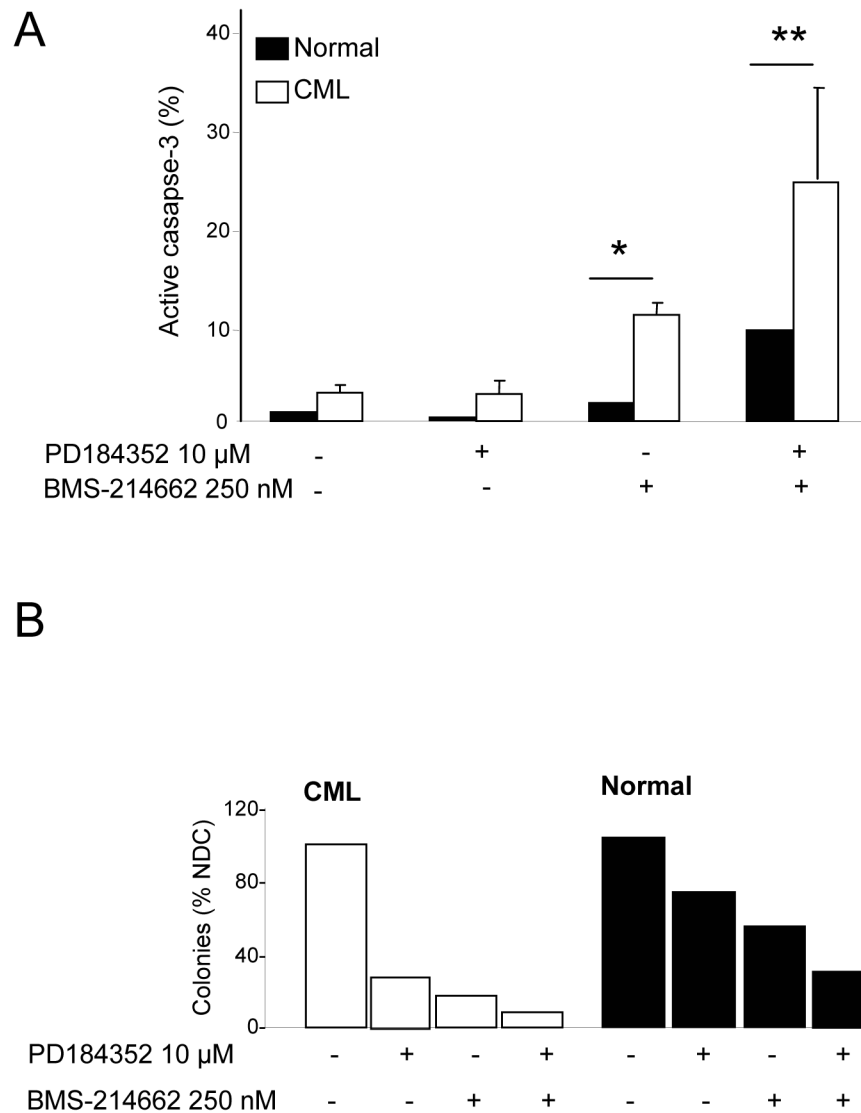 A
Active casapse-3 (%)
40
30
20
10
0
Normal
CML
*
**
PD184352 10 µM - + - +
BMS-214662 250 nM - - + +
B
CML Normal
Colonies (% NDC)
120
80
40
0
PD184352 10 µM - + - + - + - +
BMS-214662 250 nM - - + + - - + +